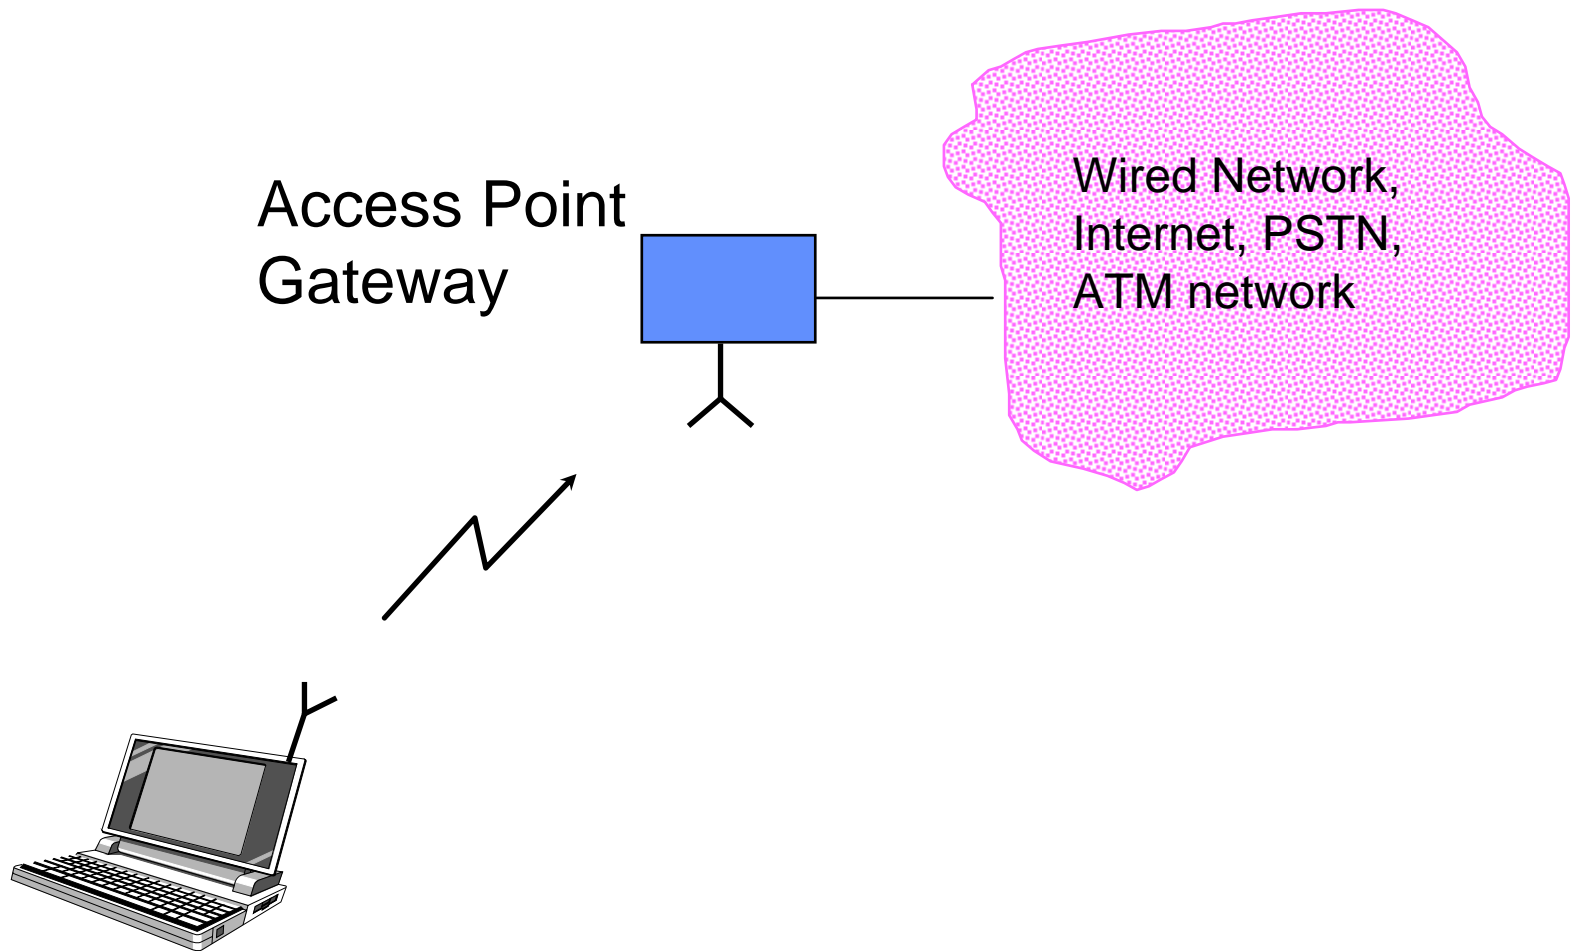 Access Point
Gateway
Wired Network,
Internet, PSTN,
ATM network